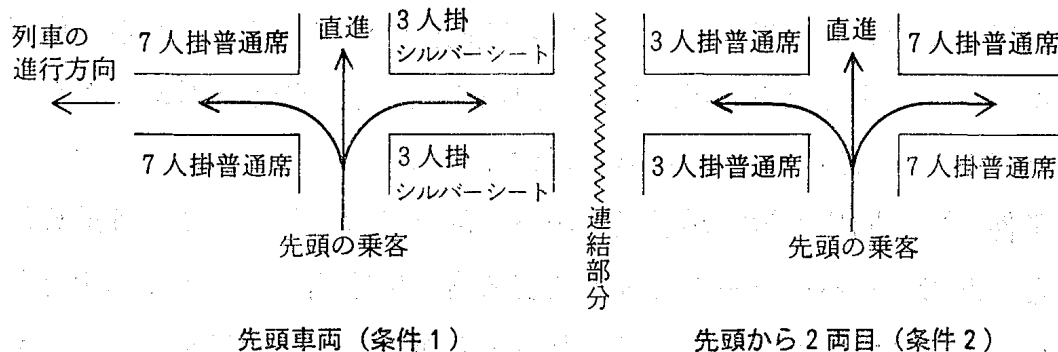 列車の
進行方向
7人掛普通席
直進
3人掛
シルバーシート
7人掛普通席
3人掛
シルバーシート
先頭の乗客
連結部分
3人掛普通席
直進
7人掛普通席
3人掛普通席
7人掛普通席
先頭の乗客
先頭車両(条件1)
先頭から2両目(条件2)